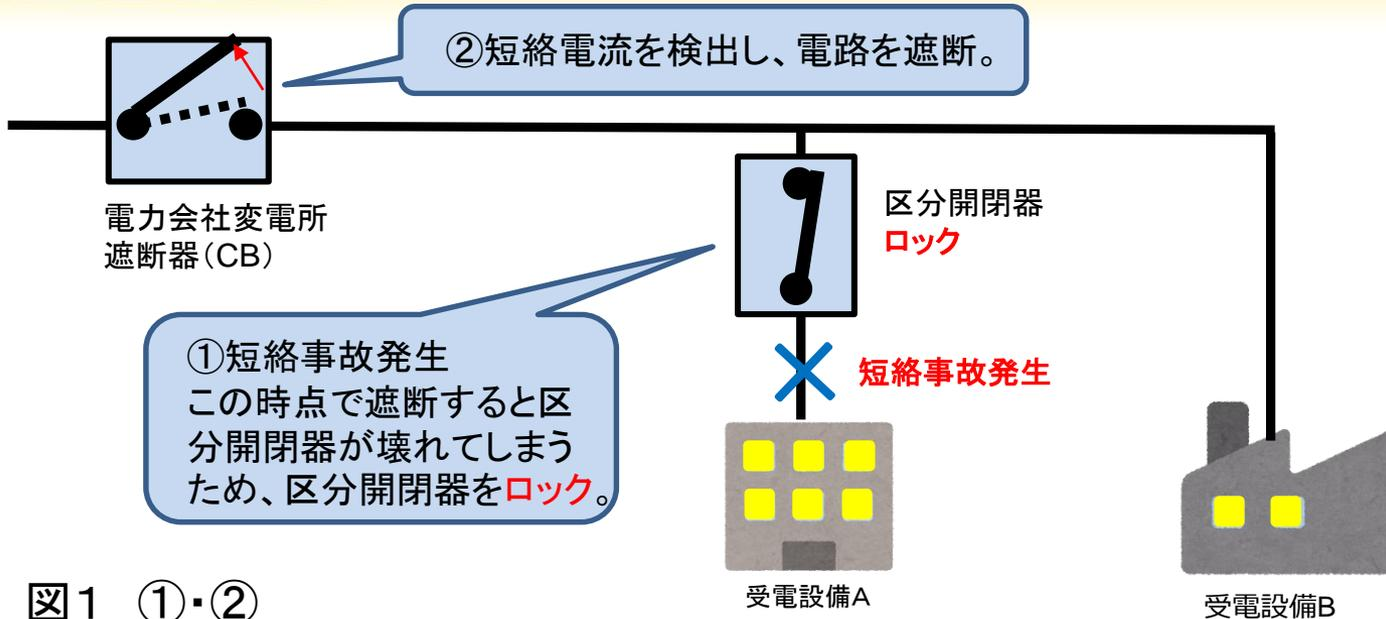 ②短絡電流を検出し、電路を遮断。
電力会社変電所
遮断器(CB)
区分開閉器
ロック
①短絡事故発生
この時点で遮断すると区
分開閉器が壊れてしまう
ため、区分開閉器をロック。
短絡事故発生
受電設備A
受電設備B
図1 ①・②